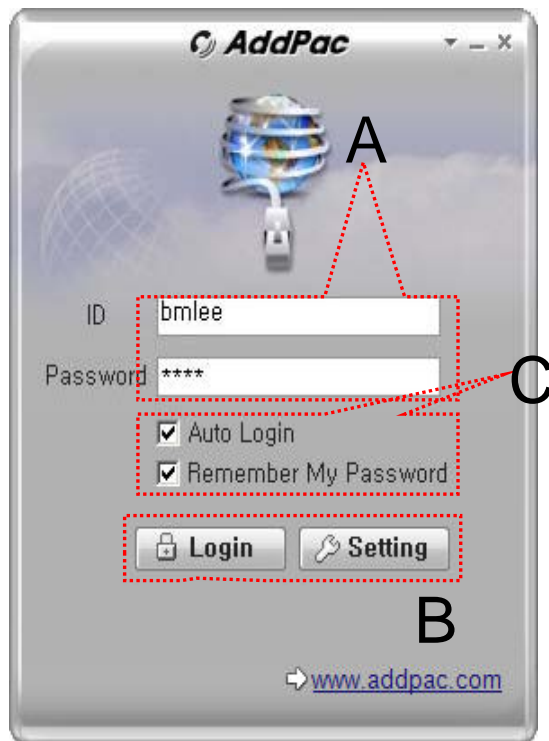 AddPac
A
ID bmlee
Password ****
C
Auto Login
Remember My Password
Login Setting
B
www.addpac.com